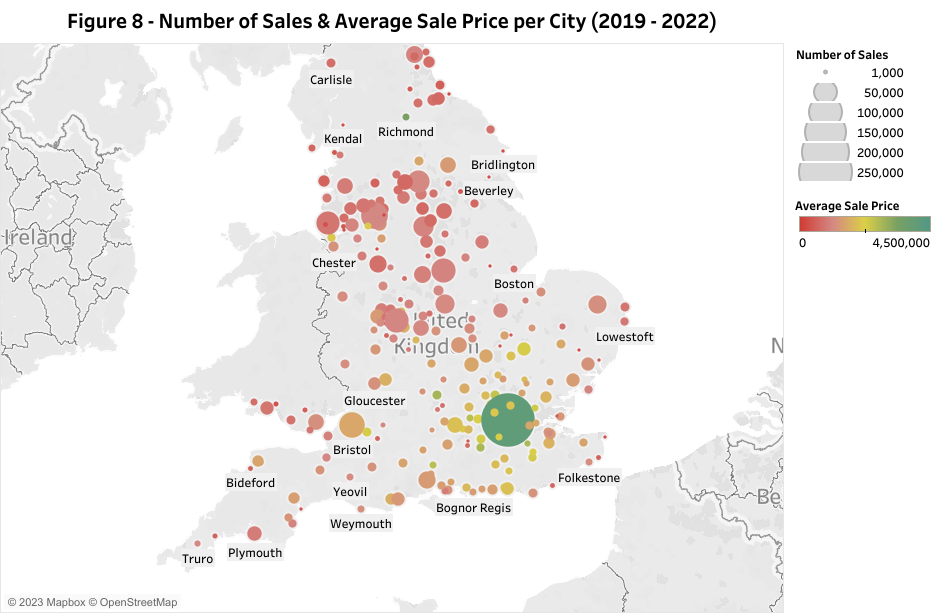 Figure 8 - Number of Sales & Average Sale Price per City (2019 - 2022)
Number of Sales
1,000
50,000
100,000
150,000
200,000
250,000
Average Sale Price
0
4,500,000
Carlisle
Kendal
Richmond
Bridlington
Beverley
Ireland
Chester
Boston
United
Kingdom
Lowestoft
N
Gloucester
Bristol
Bideford
Yeovil
Folkestone
Be
Weymouth
Bognor Regis
Truro
Plymouth
© 2023 Mapbox © OpenStreetMap